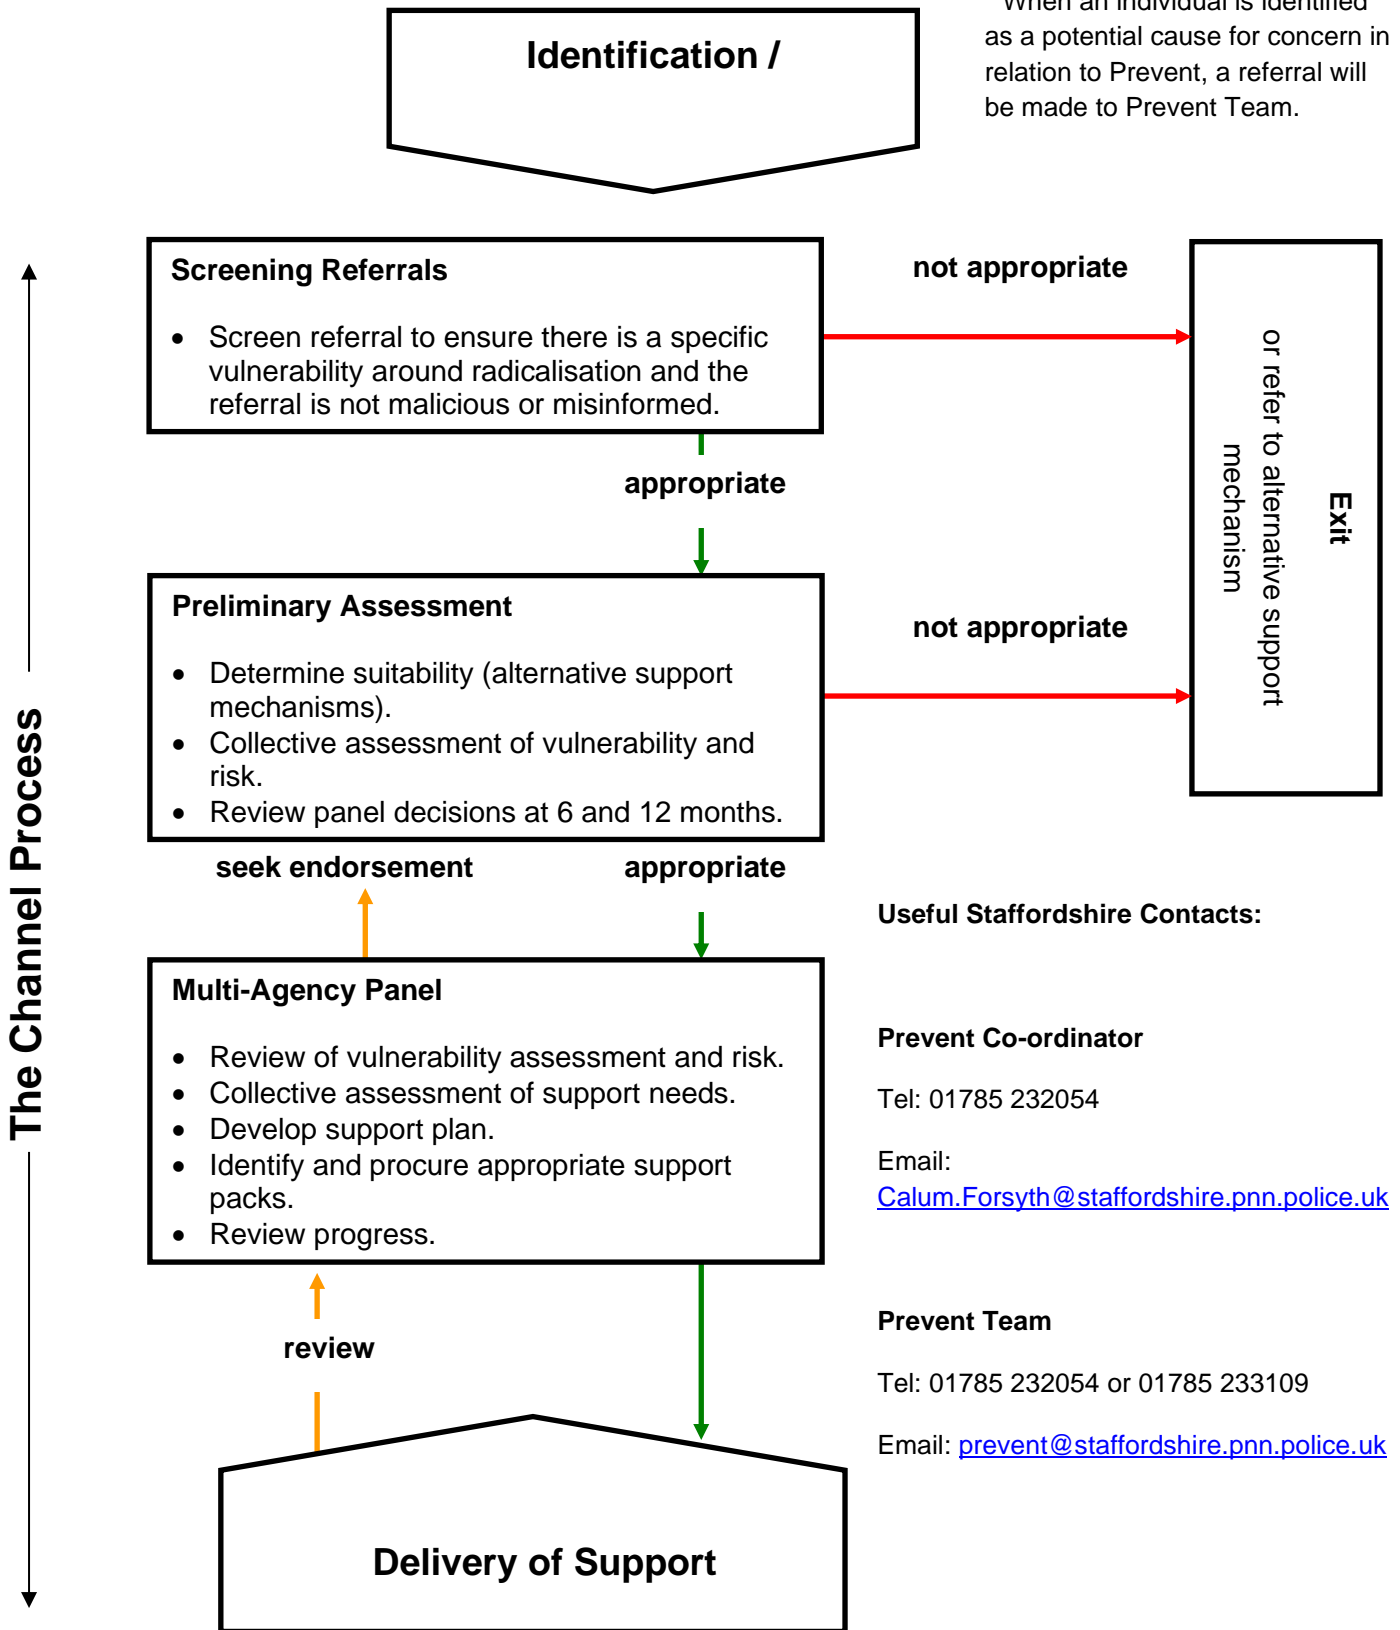 When an individual is identified
as a potential cause for concern in
relation to Prevent, a referral will
be made to Prevent Team.
Identification /
The Channel Process
Screening Referrals
• Screen referral to ensure there is a specific
vulnerability around radicalisation and the
referral is not malicious or misinformed.
not appropriate
Exit
or refer to alternative support
mechanism
appropriate
Preliminary Assessment
• Determine suitability (alternative support
mechanisms).
• Collective assessment of vulnerability and
risk.
• Review panel decisions at 6 and 12 months.
not appropriate
seek endorsement
appropriate
Multi-Agency Panel
• Review of vulnerability assessment and risk.
• Collective assessment of support needs.
• Develop support plan.
• Identify and procure appropriate support
packs.
• Review progress.
review
Delivery of Support
Useful Staffordshire Contacts:
Prevent Co-ordinator
Tel: 01785 232054
Email:
Calum.Forsyth@staffordshire.pnn.police.uk
Prevent Team
Tel: 01785 232054 or 01785 233109
Email: prevent@staffordshire.pnn.police.uk